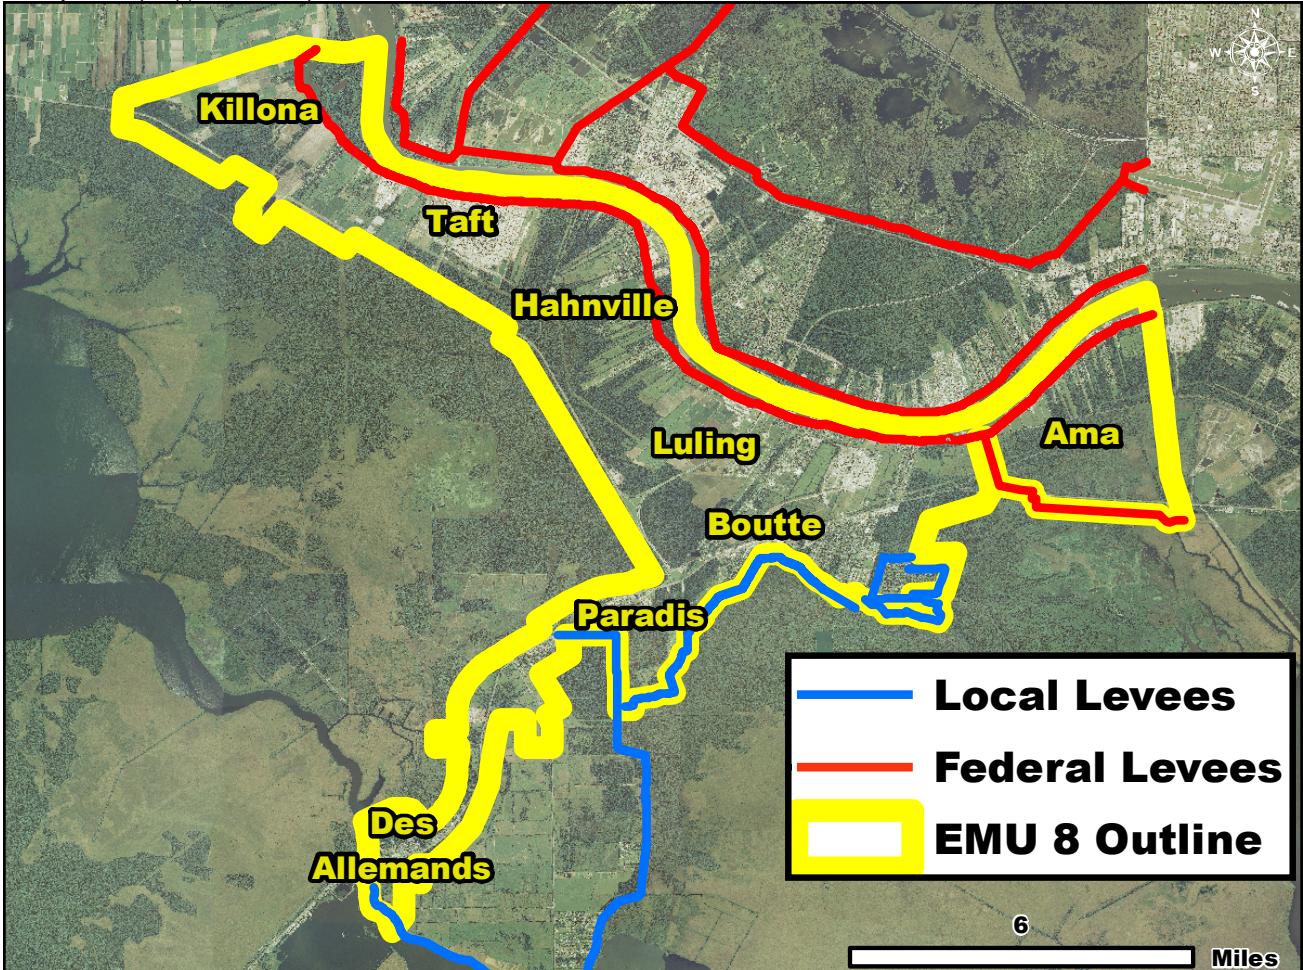 N
W
E
S
Killona
Taft
Hahnville
Ama
Luling
Boutte
Paradis
Local Levees
Federal Levees
EMU 8 Outline
Des
Allemands
6
Miles